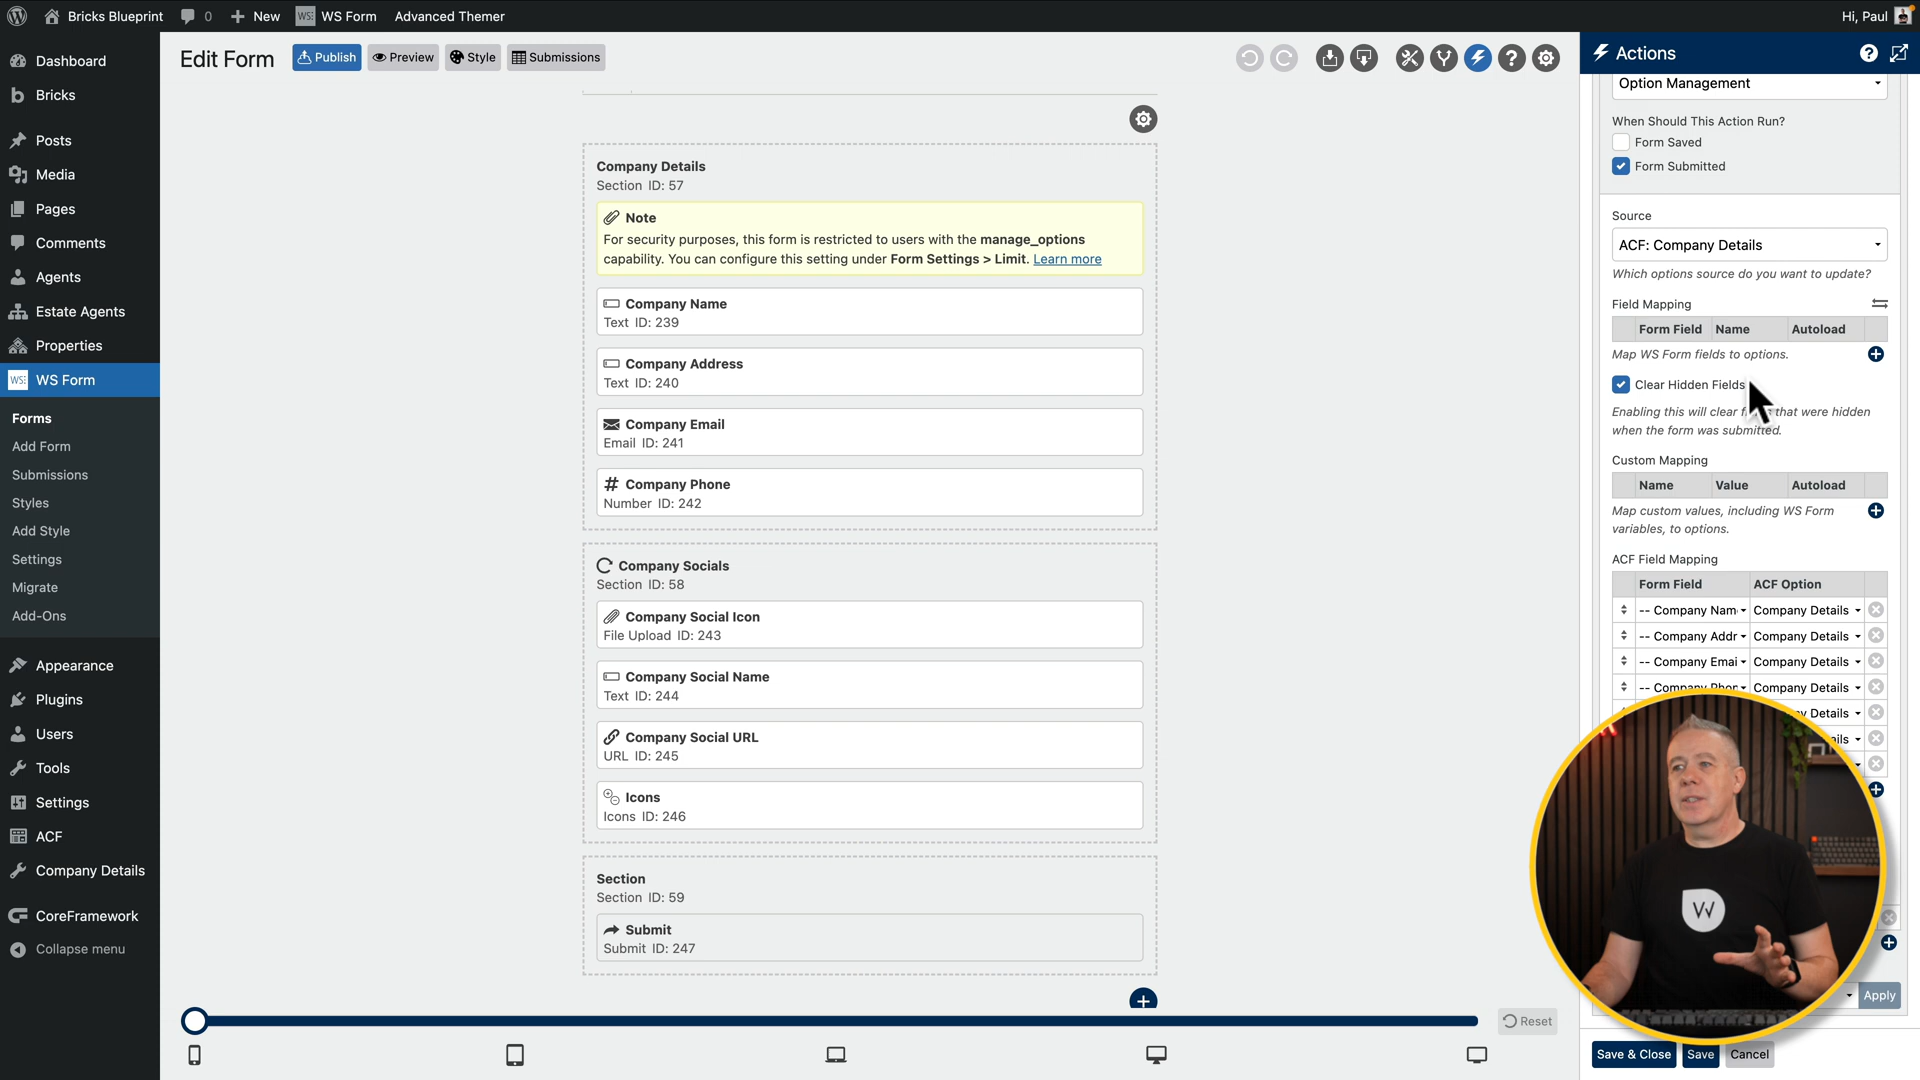 Bricks Blueprint
0
New
WS Form
Advanced Themer
Hi, Paul
Dashboard
Bricks
Posts
Media
Pages
Comments
Agents
Estate Agents
Properties
WS Form
Forms
Add Form
Submissions
Styles
Add Style
Settings
Migrate
Add-Ons
Appearance
Plugins
Users
Tools
Settings
ACF
Company Details
CoreFramework
Collapse menu
Edit Form
Publish
Preview
Style
Submissions
Company Details
Section ID: 57
Note
For security purposes, this form is restricted to users with the manage_options
capability. You can configure this setting under Form Settings > Limit. Learn more
Company Name
Text ID: 239
Company Address
Text ID: 240
Company Email
Email ID: 241
Company Phone
Number ID: 242
Company Socials
Section ID: 58
Company Social Icon
File Upload ID: 243
Company Social Name
Text ID: 244
Company Social URL
URL ID: 245
Icons
Icons ID: 246
Section
Section ID: 59
Submit
Submit ID: 247
Reset
Actions
Option Management
When Should This Action Run?
Form Saved
Form Submitted
Source
ACF: Company Details
Which options source do you want to update?
Field Mapping
Form Field Name Autoload
Map WS Form fields to options.
Clear Hidden Fields
Enabling this will clear that were hidden
when the form was submitted.
Custom Mapping
Name Value Autoload
Map custom values, including WS Form
variables, to options.
ACF Field Mapping
Form Field ACF Option
-- Company Nam Company Details
-- Company Addr Company Details
-- Company Emai Company Details
-- Company Phor Company Details
Details
Apply
Save & Close
Save
Cancel